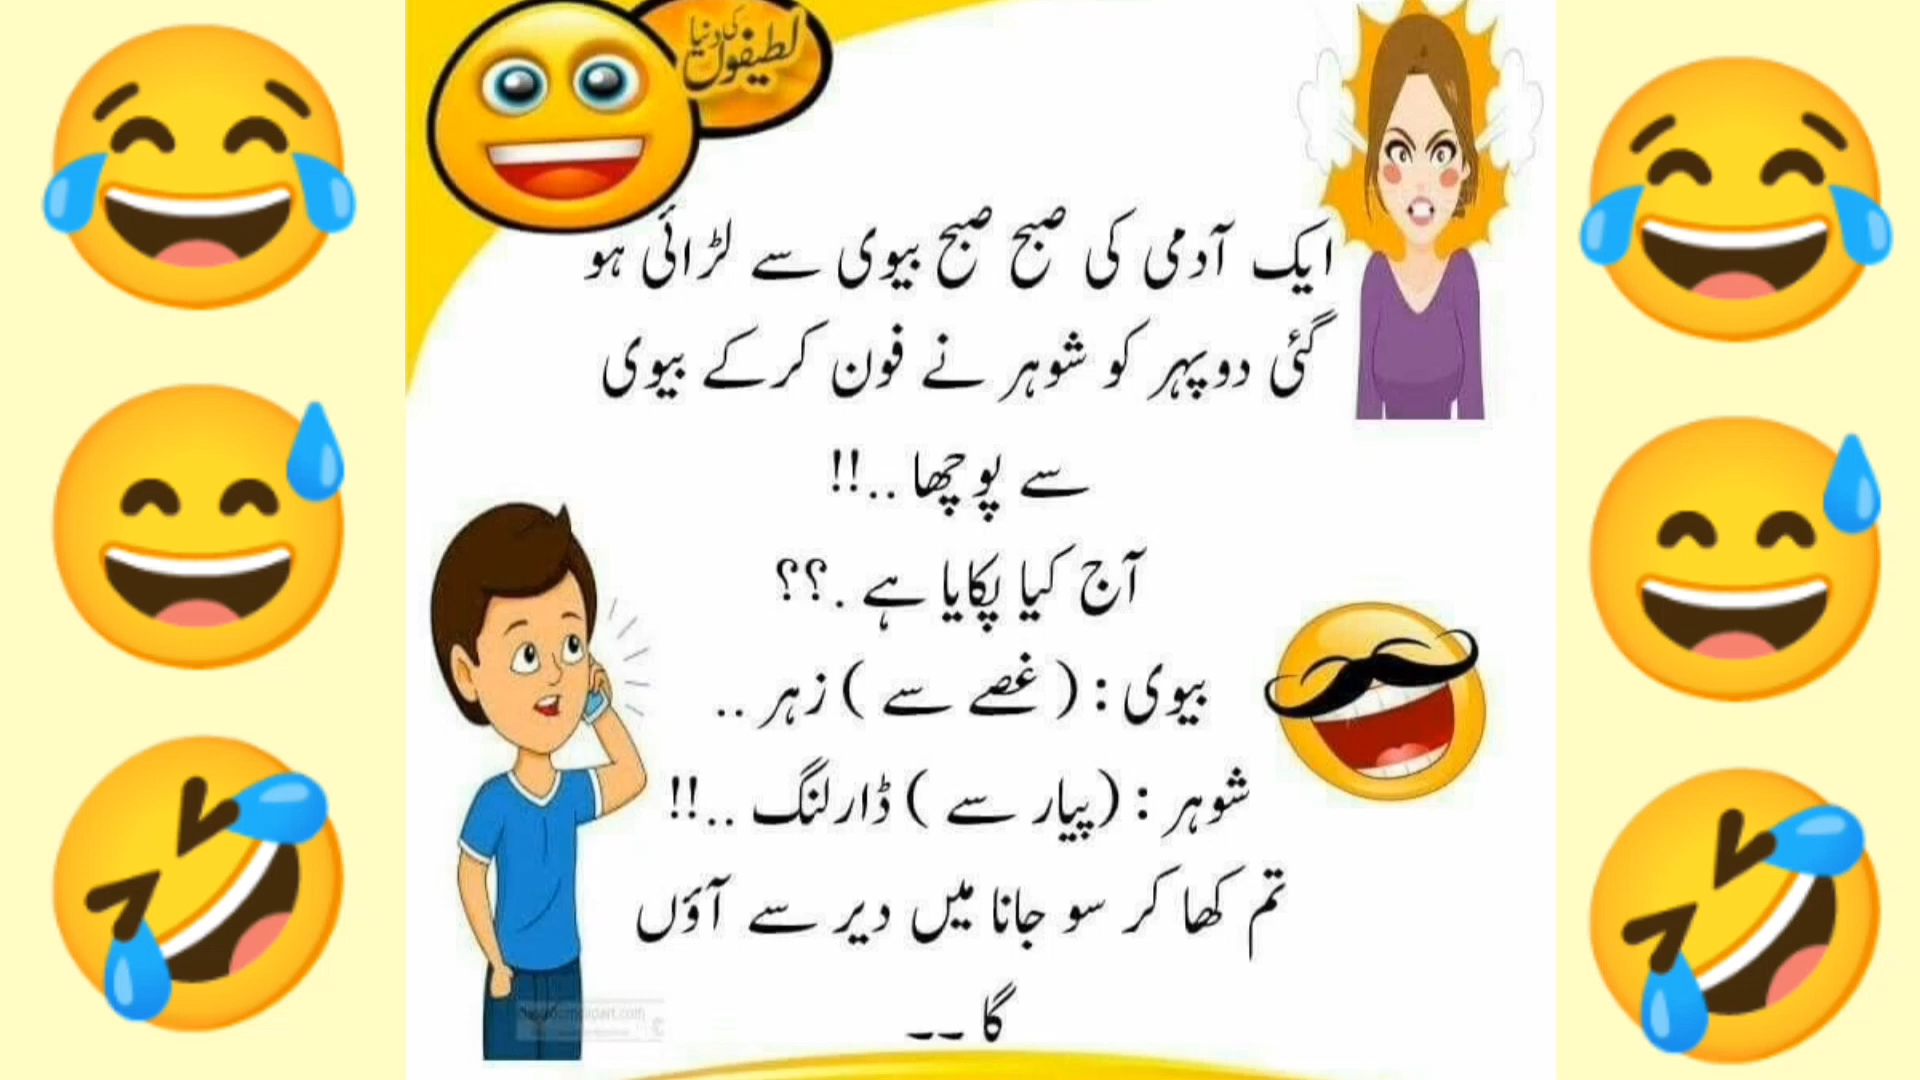 لطیفوں کی دنیا
ایک آدمی کی صبح صبح بیوی سے لڑائی ہو
گئی دوپہر کو شوہر نے فون کرکے بیوی
سے پوچھا ..!!
آج کیا پکایا ہے .؟؟
بیوی : ( غصے سے ) زہر ..
شوہر : (پیار سے ) ڈارلنگ ..!!
تم کھا کر سو جانا میں دیر سے آؤں
گا --